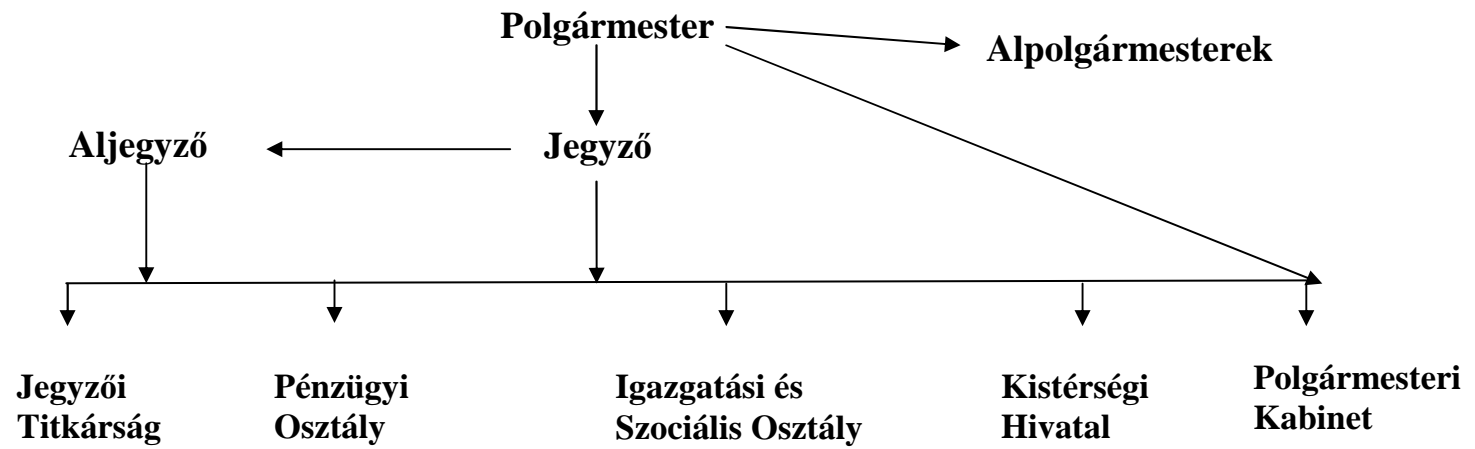 Polgármester
Alpolgármesterek
Aljegyző
Jegyző
Jegyzői
Titkárság
Pénzügyi
Osztály
Igazgatási és
Szociális Osztály
Kistérségi
Hivatal
Polgármesteri
Kabinet